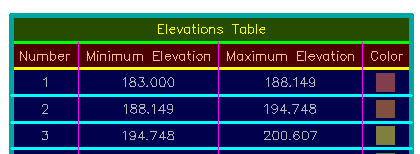 Elevations Table
Number Minimum Elevation Maximum Elevation Color
1 183.000 188.149
2 188.149 194.748
3 194.748 200.607